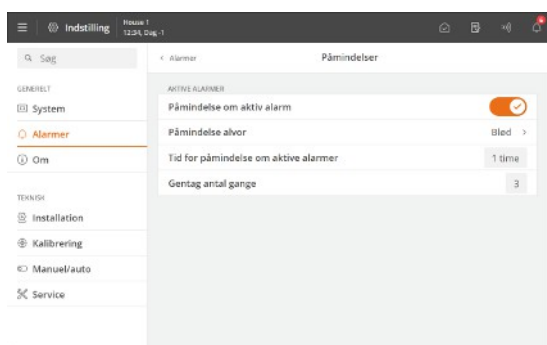 Indstilling
House 1
12:34, Dag -1
Søg
Alarmer
Påmindelser
GENERELT
System
Alarmer
Om
TEKNISK
Installation
Kalibrering
Manuel/auto
Service
AKTIVE ALARMER
Påmindelse om aktiv alarm
Påmindelse alvor
Blød
Tid for påmindelse om aktive alarmer
1 time
Gentag antal gange
3